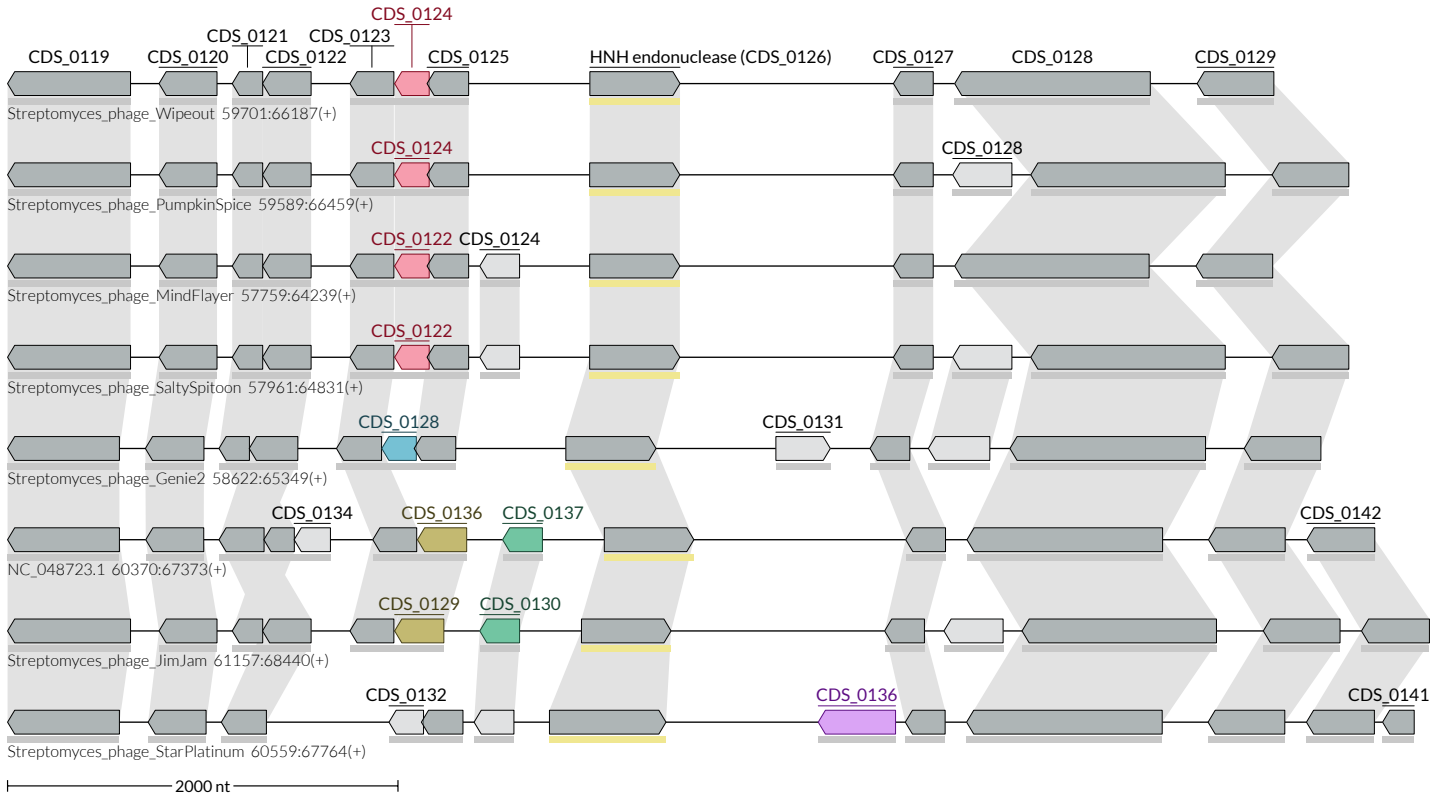 CDS_0124
CDS_0121 CDS_0123
CDS_0119 CDS_0120 CDS_0122 CDS_0125 HNH endonuclease (CDS_0126) CDS_0127 CDS_0128 CDS_0129
Streptomyces_phage_Wipeout 59701:66187(+)
CDS_0124 CDS_0128
Streptomyces_phage_PumpkinSpice 59589:66459(+)
CDS_0122 CDS_0124
Streptomyces_phage_MindFlayer 57759:64239(+)
CDS_0122
Streptomyces_phage_SaltySpitoon 57961:64831(+)
CDS_0128 CDS_0131
Streptomyces_phage_Genie2 58622:65349(+)
CDS_0134 CDS_0136 CDS_0137 CDS_0142
NC_048723.1 60370:67373(+)
CDS_0129 CDS_0130
Streptomyces_phage_JimJam 61157:68440(+)
CDS_0132 CDS_0136 CDS_0141
Streptomyces_phage_StarPlatinum 60559:67764(+)
2000 nt